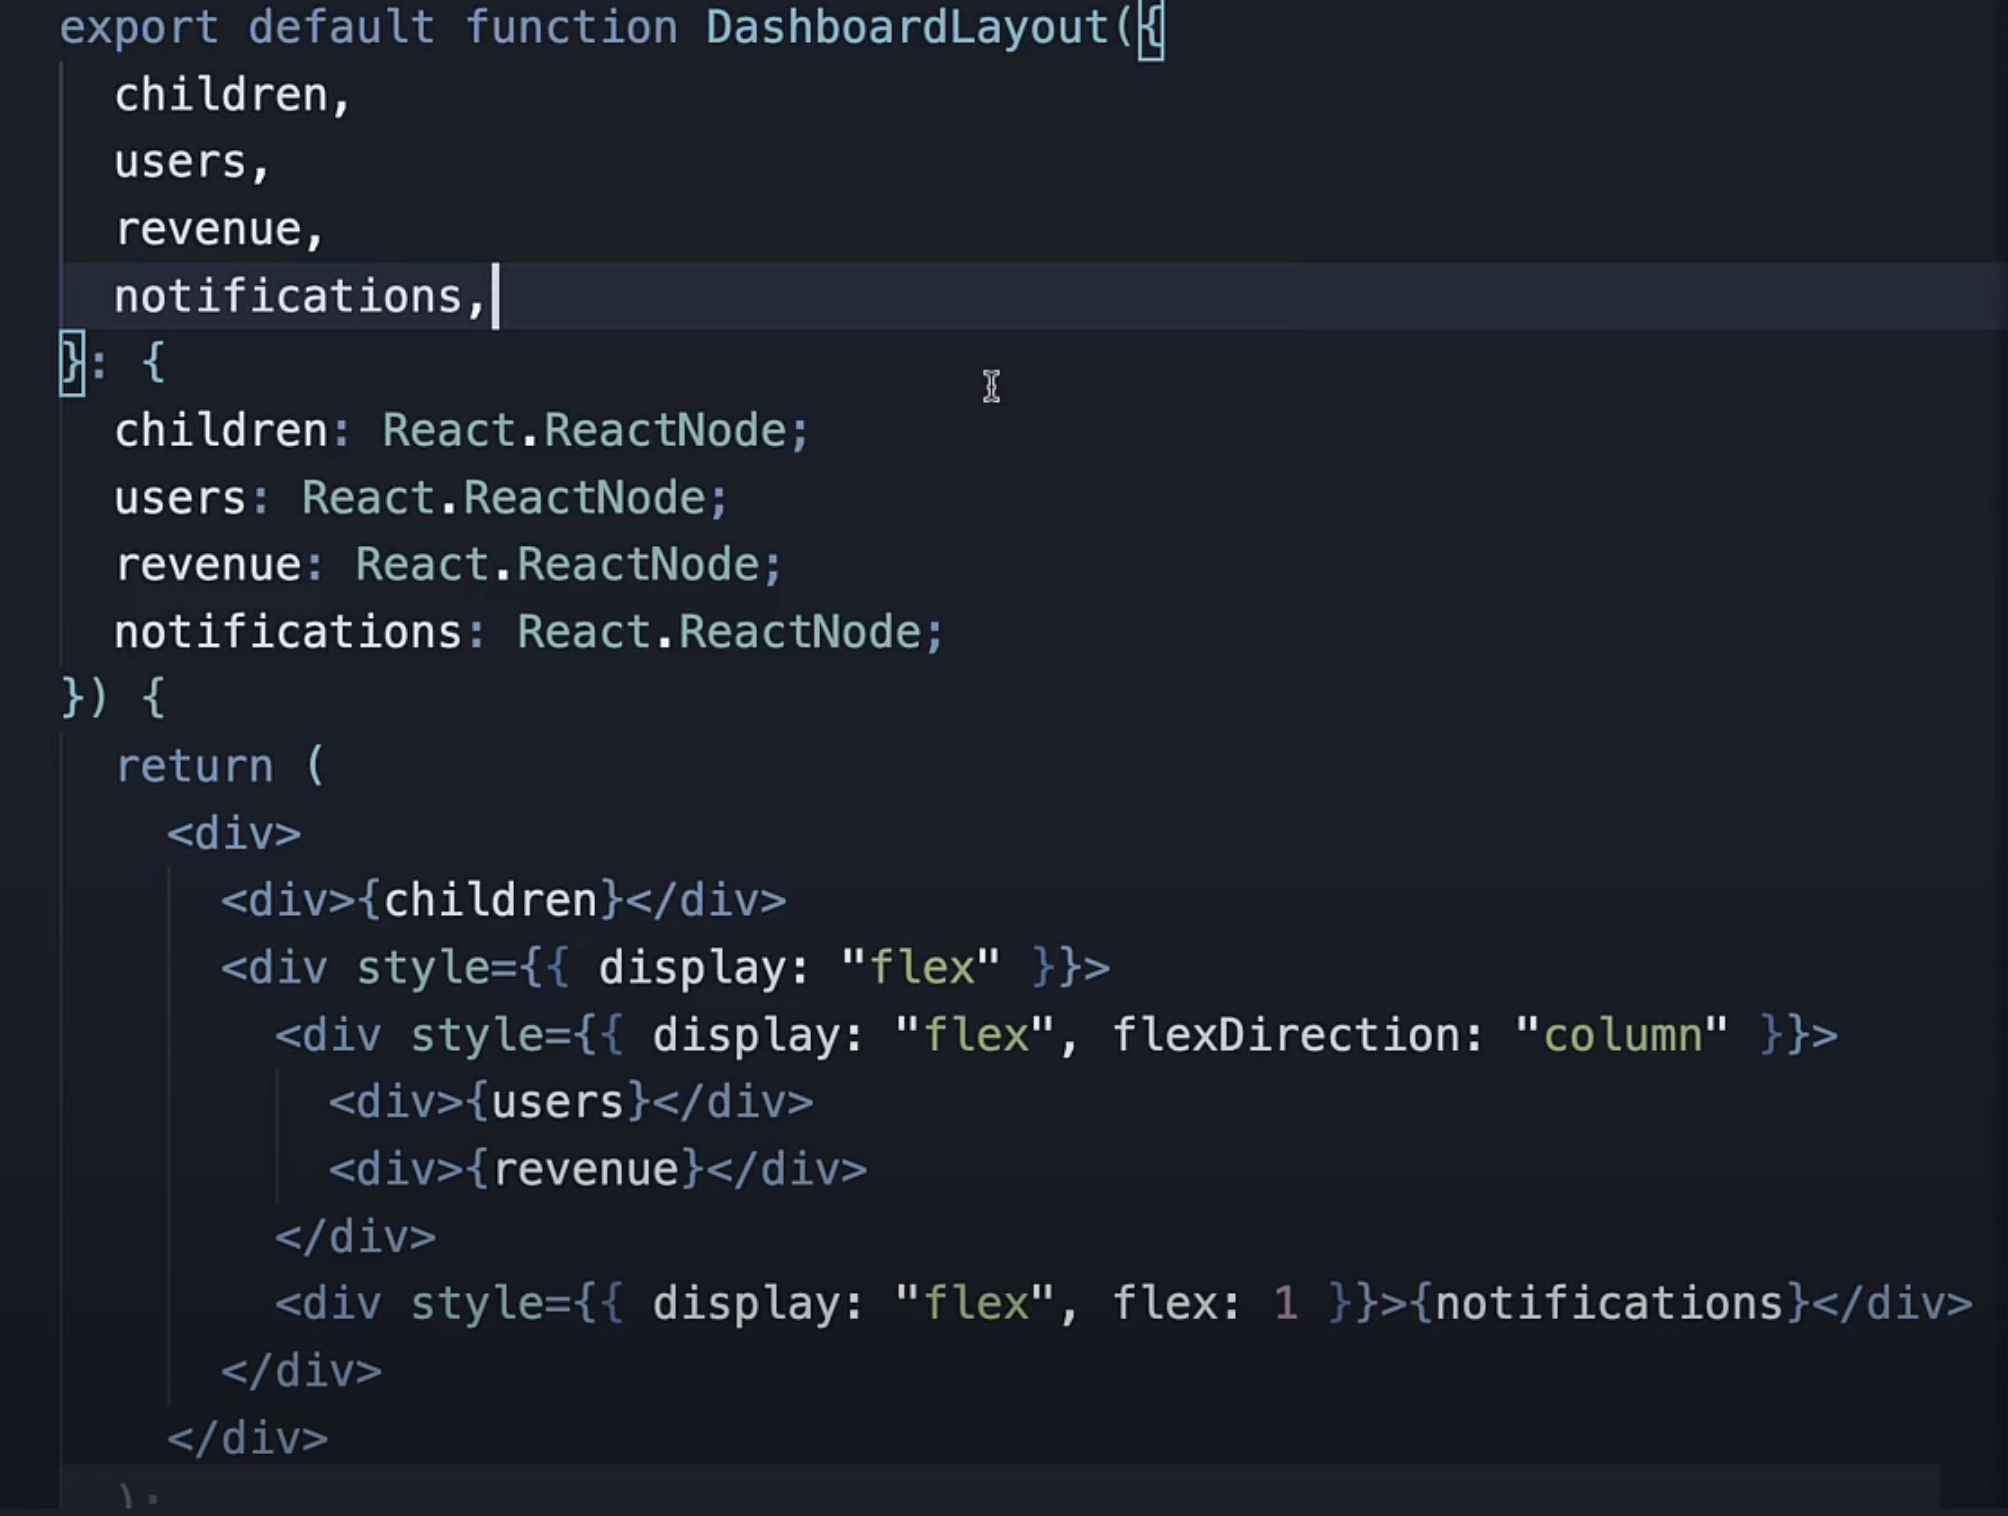 export default function DashboardLayout({
  children,
  users,
  revenue,
  notifications,
}: {
  children: React.ReactNode;
  users: React.ReactNode;
  revenue: React.ReactNode;
  notifications: React.ReactNode;
}) {
  return (
    <div>
      <div>{children}</div>
      <div style={{ display: "flex" }}>
        <div style={{ display: "flex", flexDirection: "column" }}>
          <div>{users}</div>
          <div>{revenue}</div>
        </div>
        <div style={{ display: "flex", flex: 1 }}>{notifications}</div>
      </div>
    </div>
  );